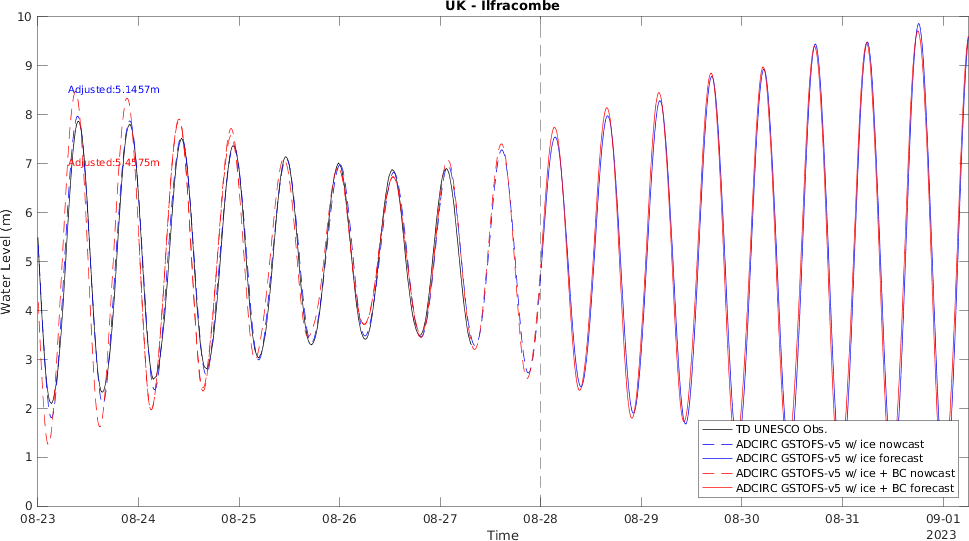 UK - Ilfracombe
10
9
8
7
6
5
4
3
2
1
0
Water Level (m)
Adjusted:5.1457m
Adjusted:5.4575m
TD UNESCO Obs.
ADCIRC GSTOFS-v5 w/ ice nowcast
ADCIRC GSTOFS-v5 w/ ice forecast
ADCIRC GSTOFS-v5 w/ ice + BC nowcast
ADCIRC GSTOFS-v5 w/ ice + BC forecast
08-23 08-24 08-25 08-26 08-27 08-28 08-29 08-30 08-31 09-01
2023
Time